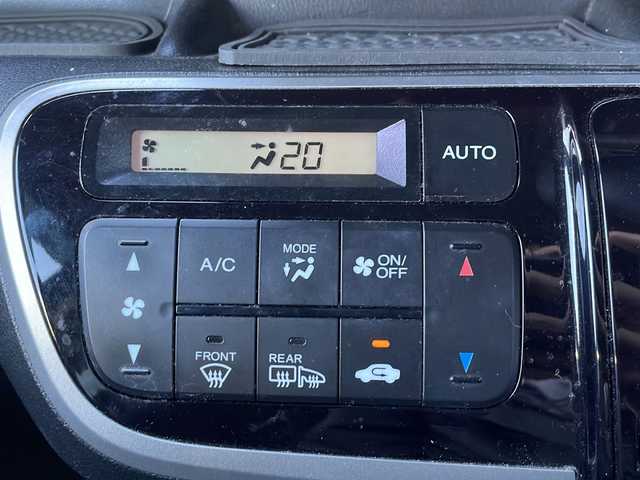 20
AUTO
A/C
MODE
ON/
OFF
FRONT
REAR